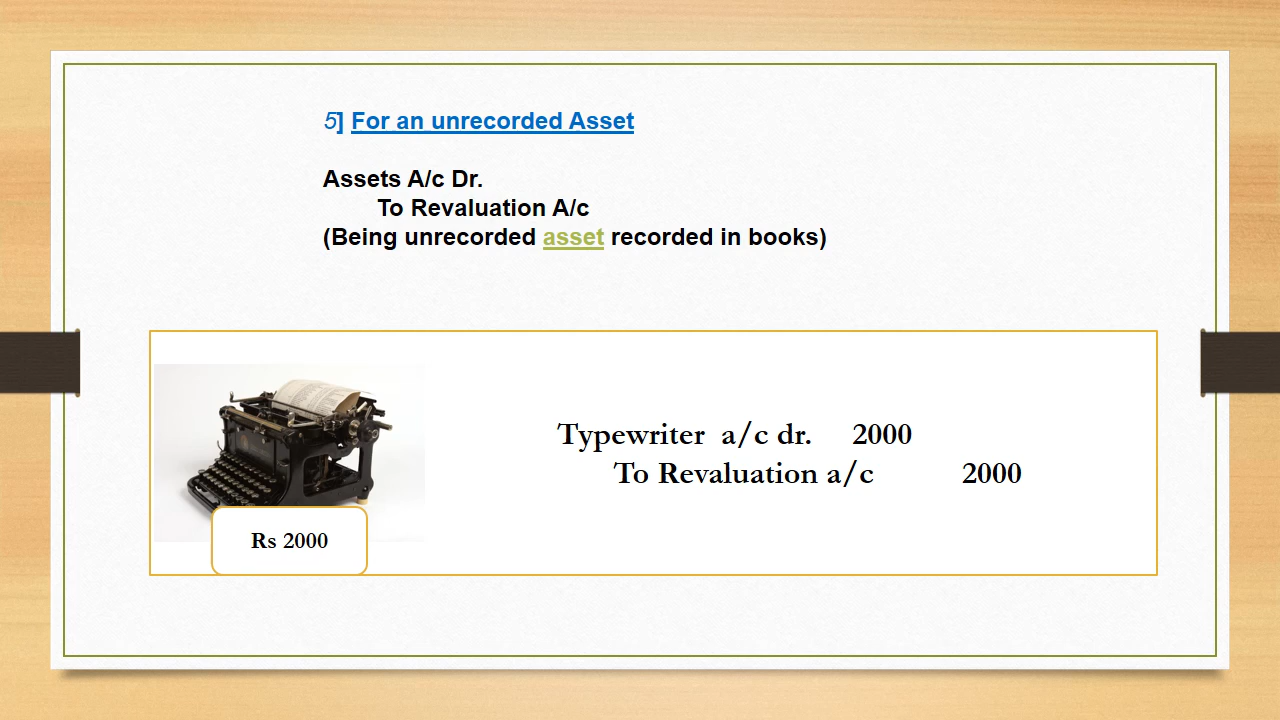 5] For an unrecorded Asset
Assets A/c Dr.
To Revaluation A/c
(Being unrecorded asset recorded in books)
Typewriter a/c dr. 2000
To Revaluation a/c 2000
Rs 2000